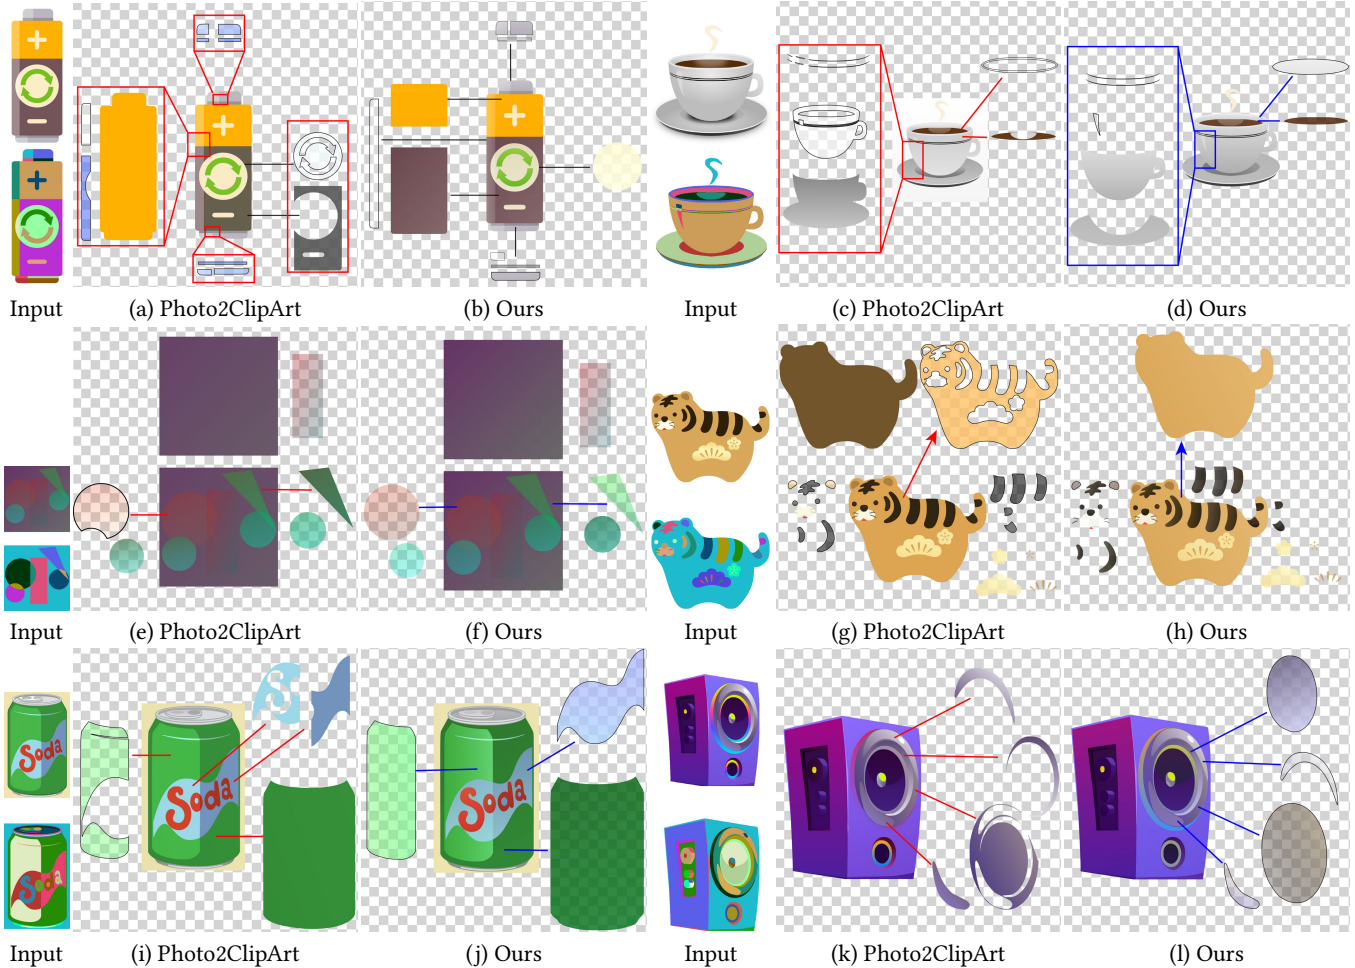 Input (a) Photo2ClipArt (b) Ours Input (c) Photo2ClipArt (d) Ours
Input (e) Photo2ClipArt (f) Ours Input (g) Photo2ClipArt (h) Ours
Soda
Soda
Soda
Soda
S
Input (i) Photo2ClipArt (j) Ours Input (k) Photo2ClipArt (l) Ours